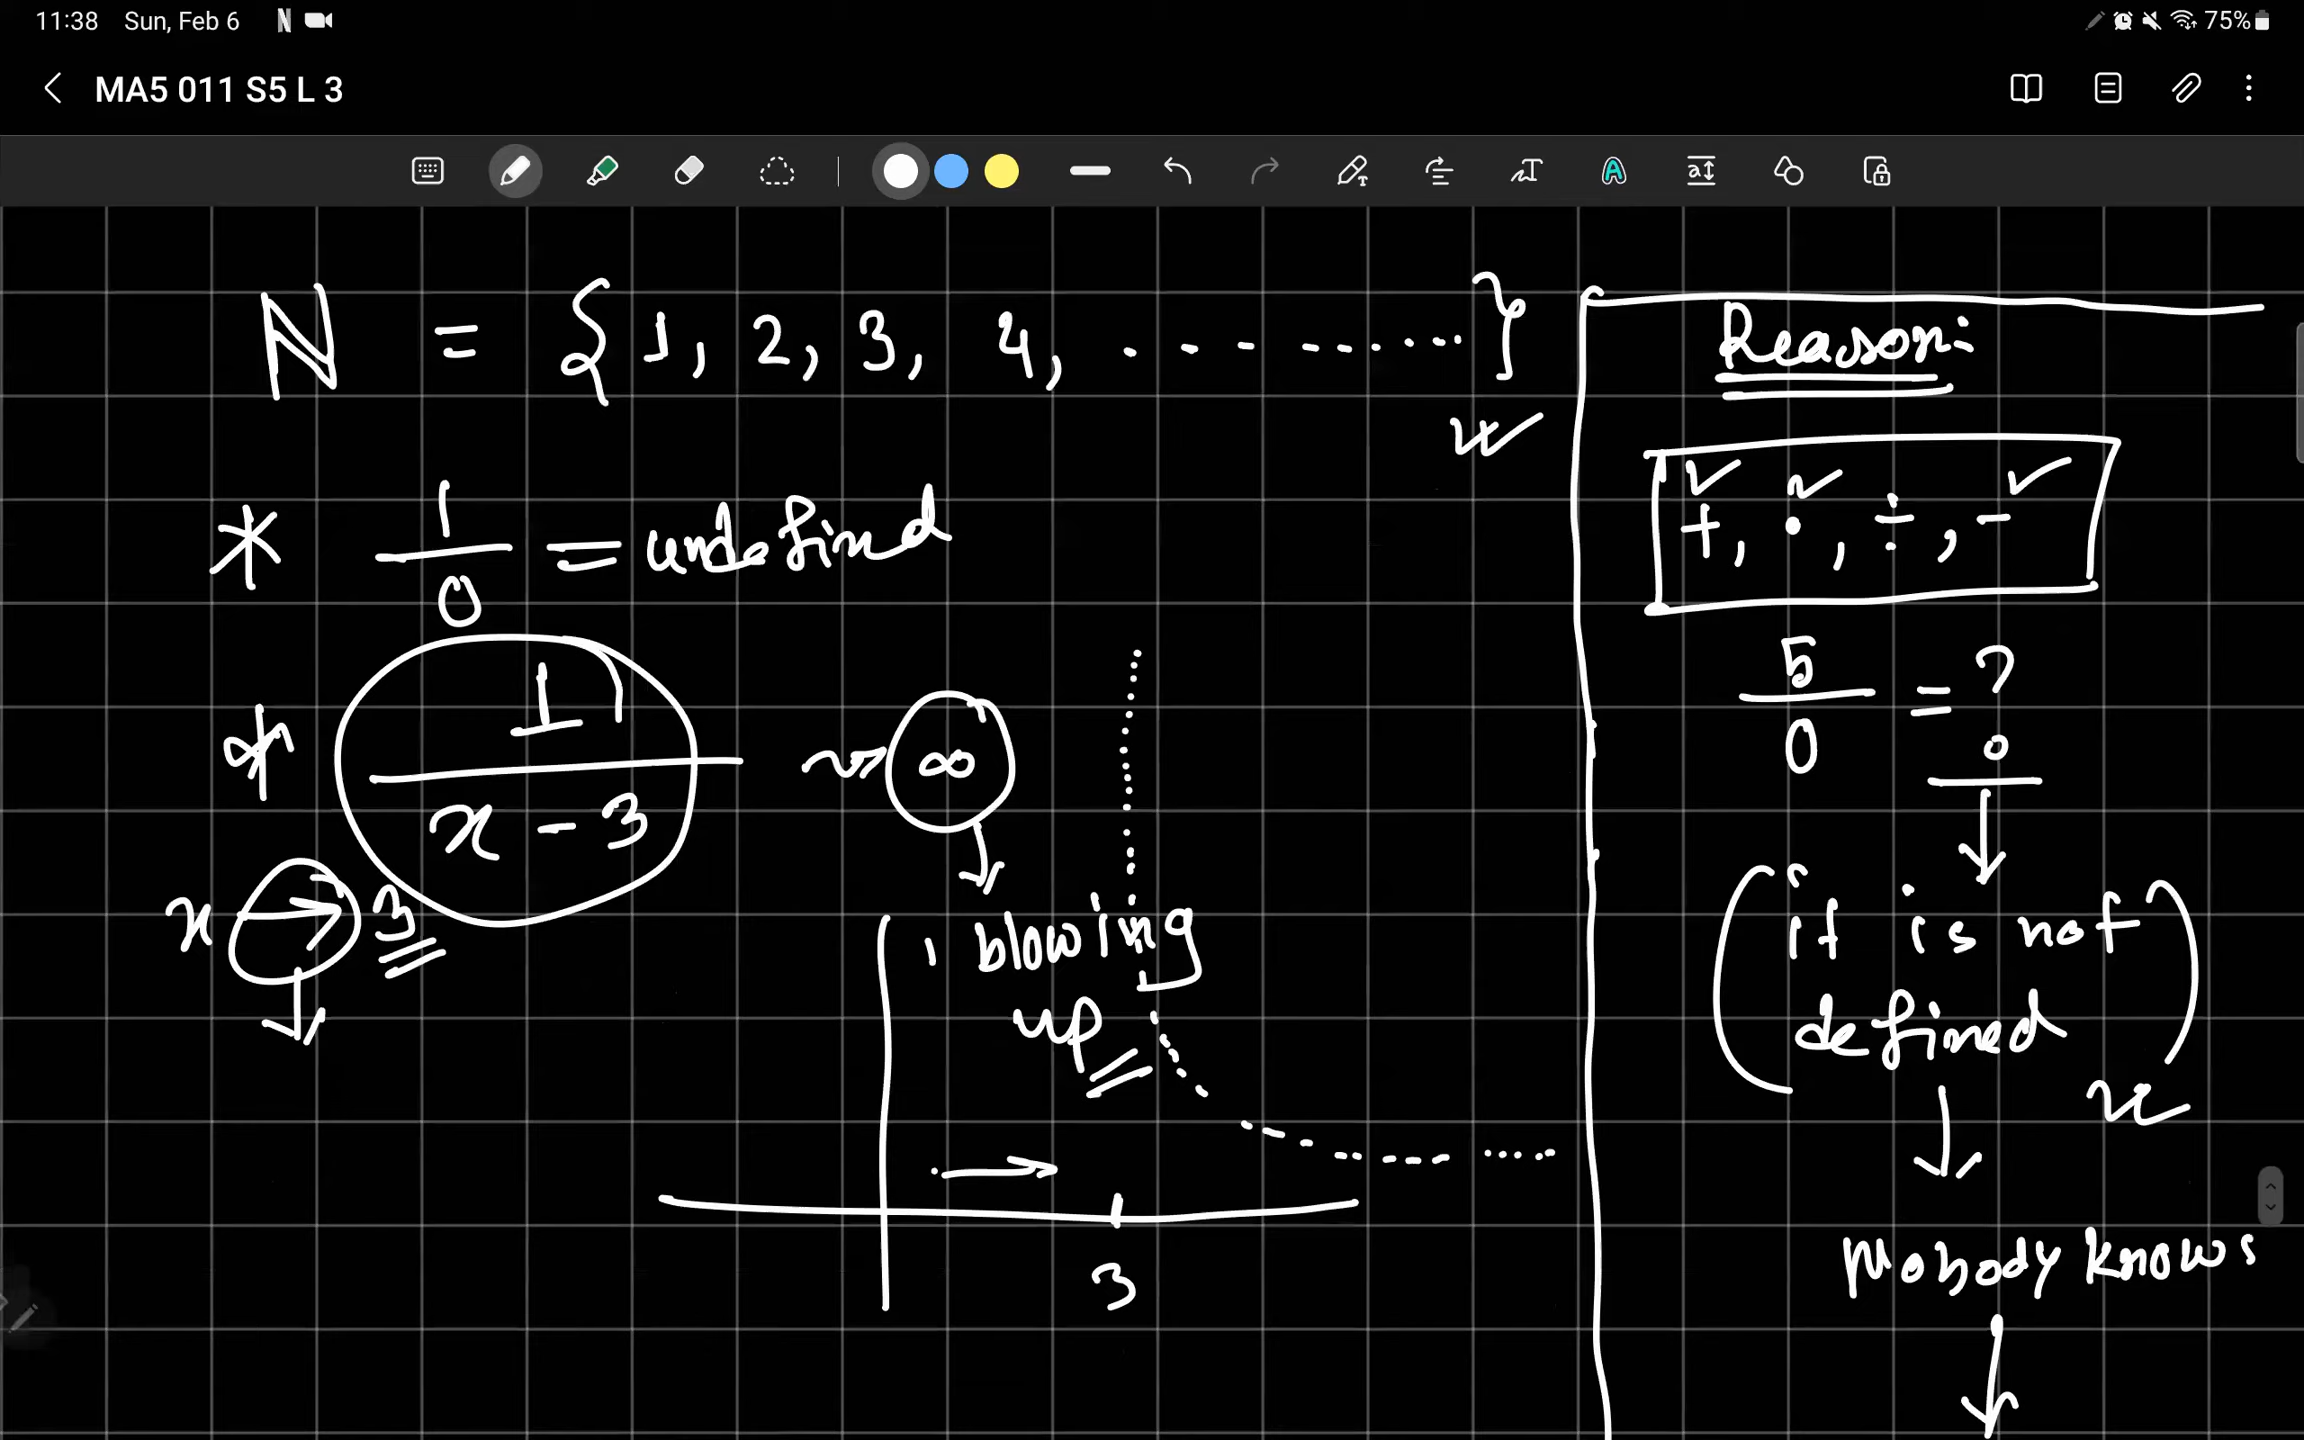 11:38 Sun, Feb 6 N
75%
MA5 011 S5 L 3
N = {1, 2, 3, 4, ..............}
* 1/0 = undefined
* 1/(x - 3) ~> ∞
x → 3
blowing
up
3
Reason:
+, •, ÷, -
5/0 = ?
(it is not
defined)
Nobody knows